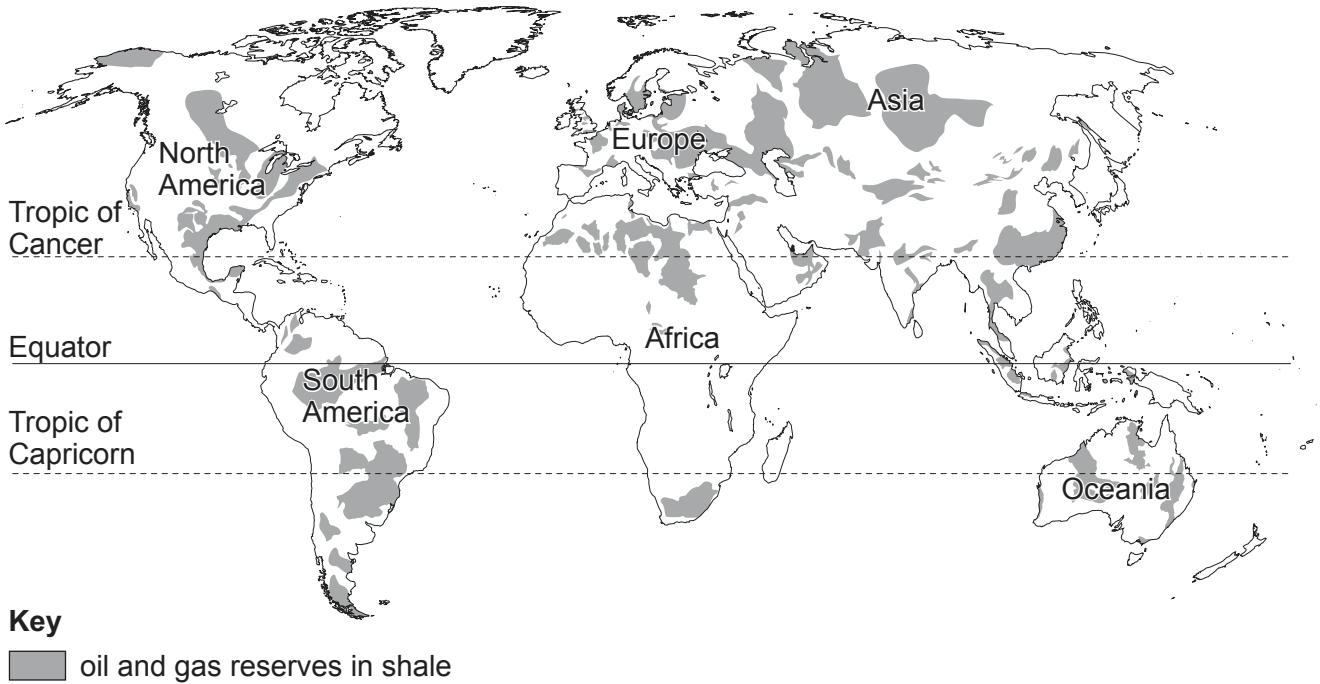 Asia
Europe
North
America
Tropic of
Cancer
Africa
Equator
South
America
Tropic of
Capricorn
Oceania
Key
oil and gas reserves in shale